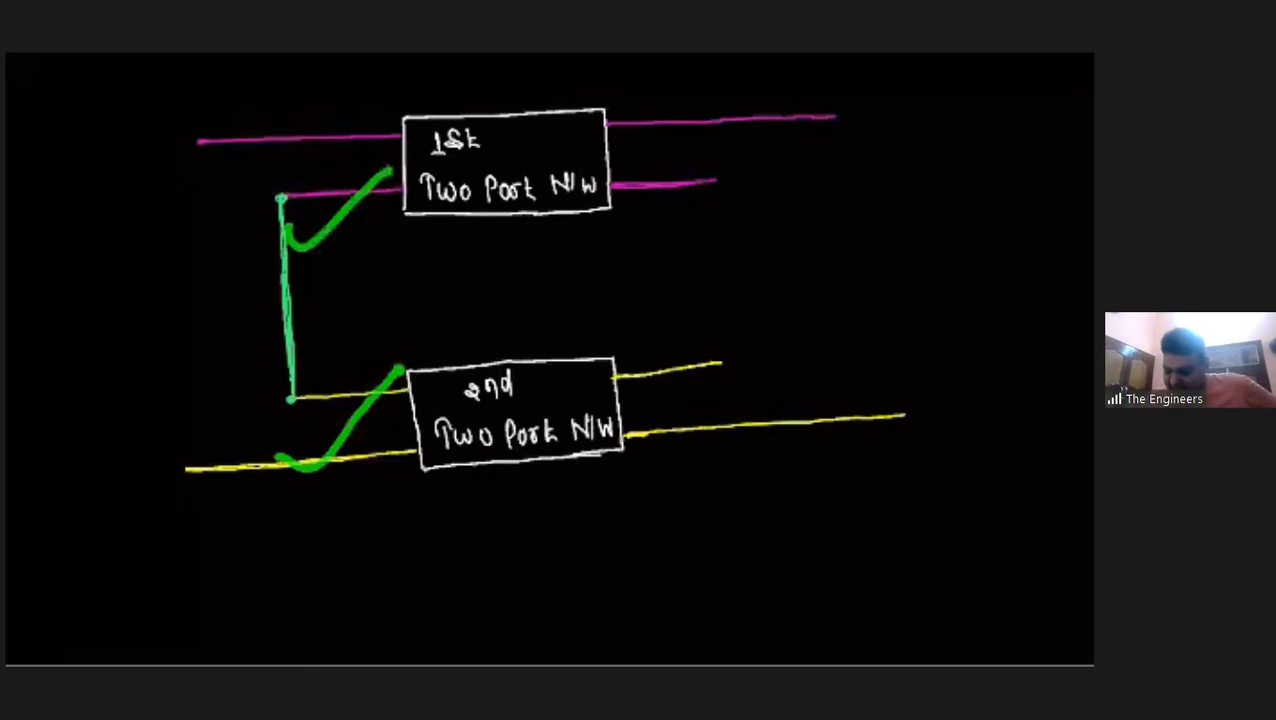 1st
Two Port N/W
2nd
Two Port N/W
The Engineers